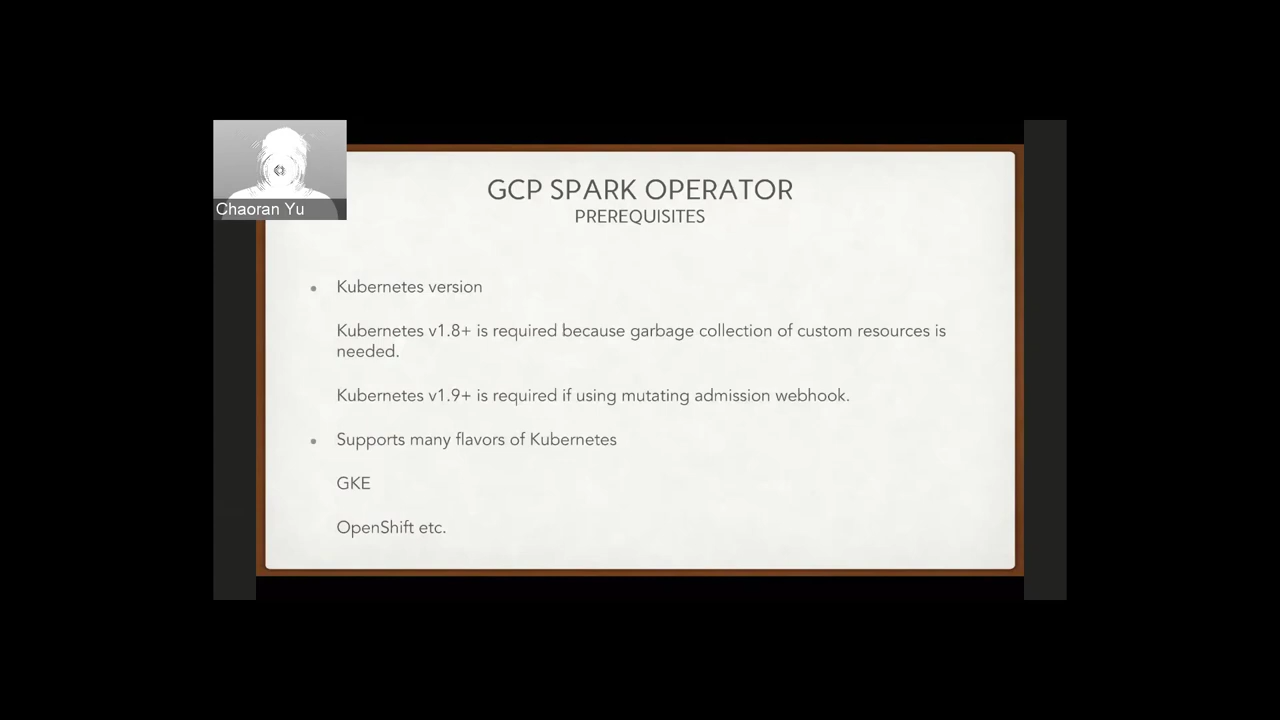 Chaoran Yu
GCP SPARK OPERATOR
PREREQUISITES
Kubernetes version
Kubernetes v1.8+ is required because garbage collection of custom resources is
needed.
Kubernetes v1.9+ is required if using mutating admission webhook.
Supports many flavors of Kubernetes
GKE
OpenShift etc.